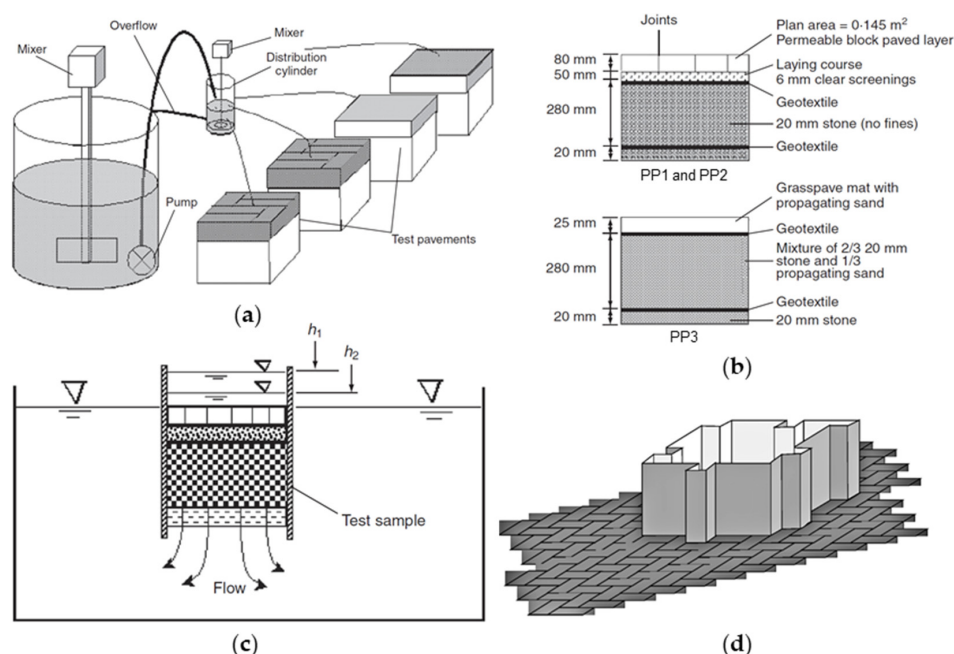 Mixer
Overflow
Mixer
Distribution
cylinder
Pump
Test pavements
(a)
Joints
Plan area = 0·145 m²
Permeable block paved layer
80 mm
50 mm
280 mm
20 mm
Laying course
6 mm clear screenings
Geotextile
20 mm stone (no fines)
Geotextile
PP1 and PP2
25 mm
280 mm
20 mm
Grasspave mat with
propagating sand
Geotextile
Mixture of 2/3 20 mm
stone and 1/3
propagating sand
Geotextile
20 mm stone
PP3
(b)
h₁
h₂
Test sample
Flow
(c)
(d)